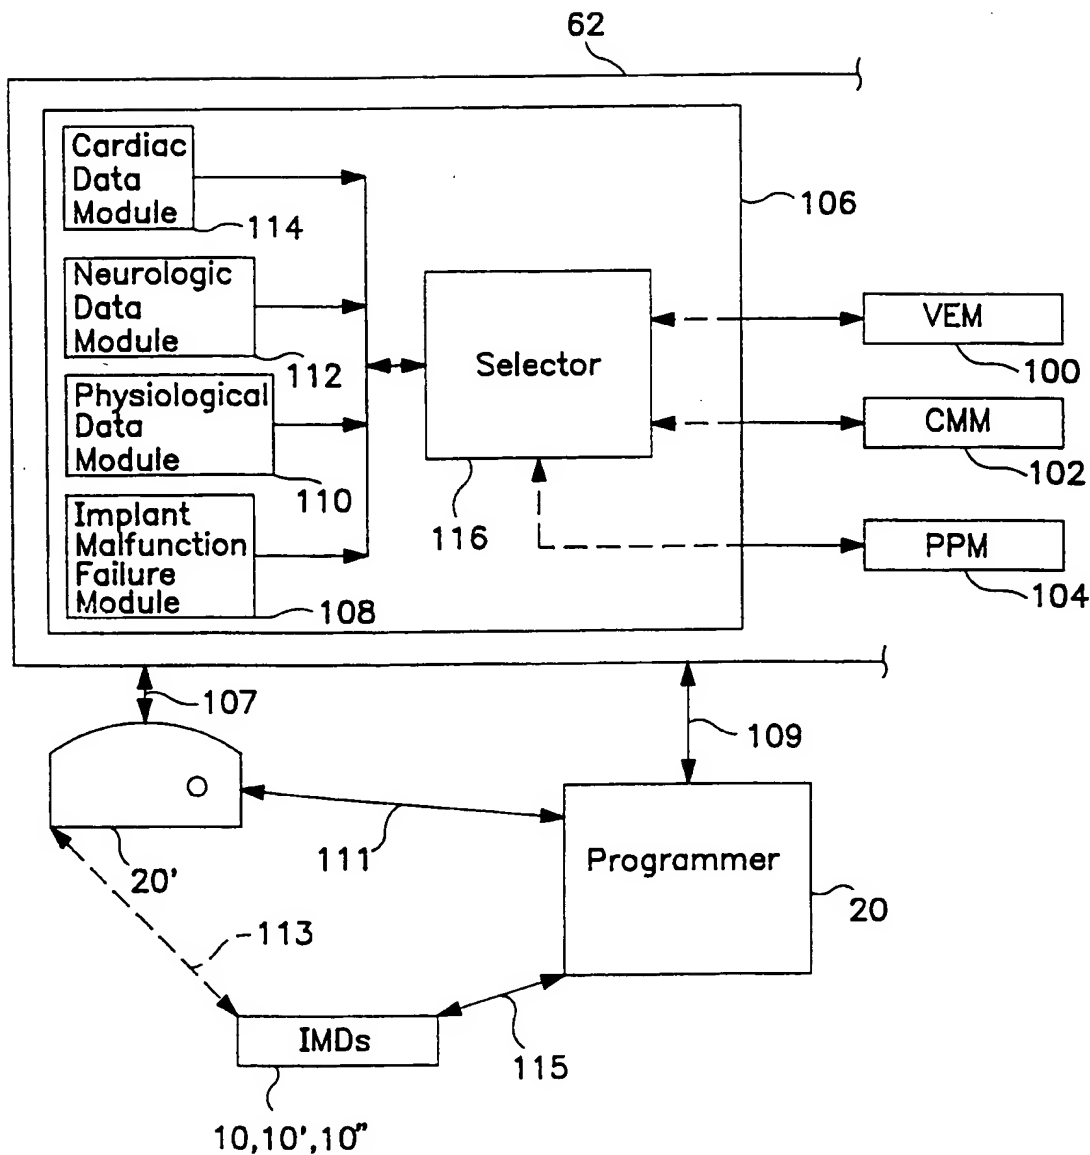 62
Cardiac
Data
Module
114
106
Neurologic
Data
Module
112
Selector
116
VEM
100
Physiological
Data
Module
110
CMM
102
Implant
Malfunction
Failure
Module
108
PPM
104
107
109
20'
111
Programmer
20
113
IMDs
115
10,10',10"